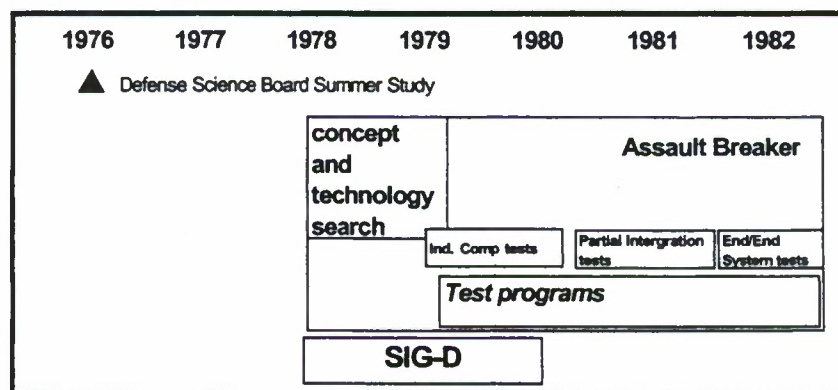 1976 1977 1978 1979 1980 1981 1982
Defense Science Board Summer Study
concept
and
technology
search
Assault Breaker
Ind. Comp tests
Partial Intergration
tests
End/End
System tests
Test programs
SIG-D